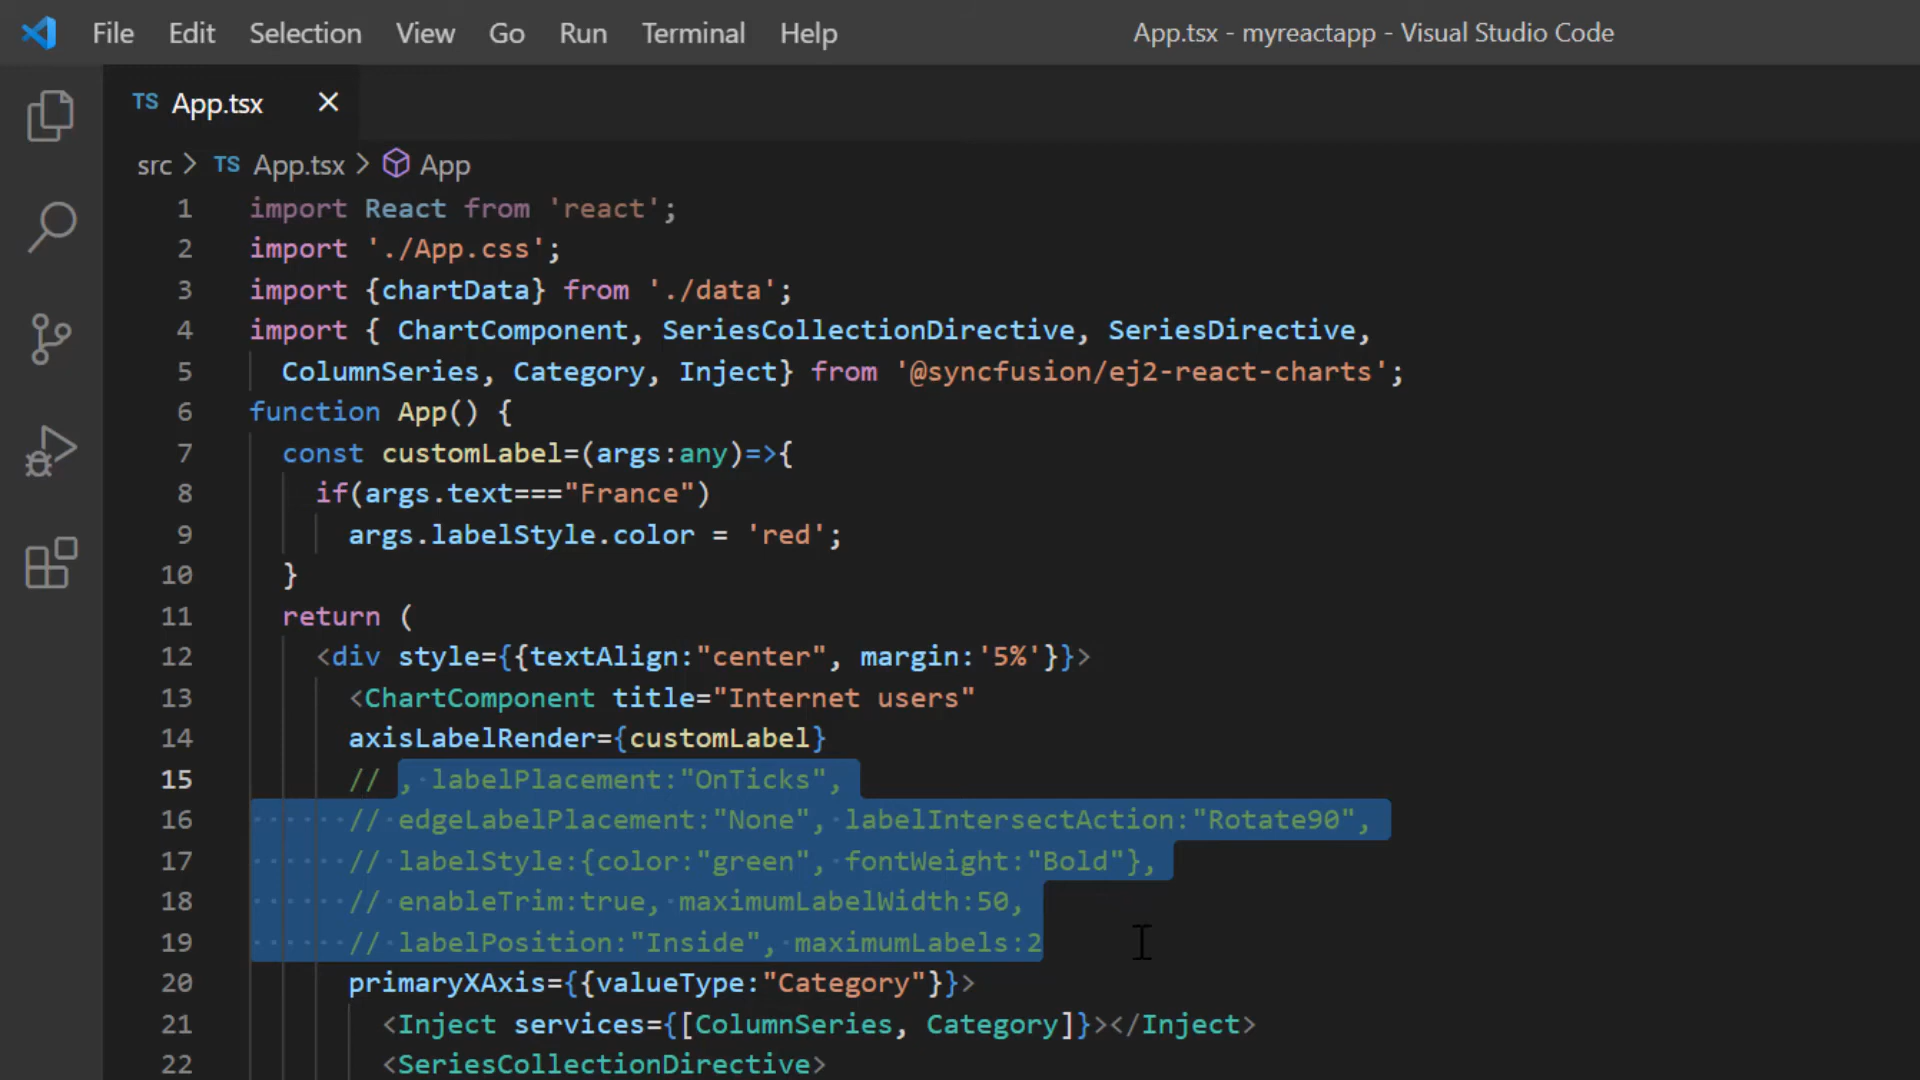 File Edit Selection View Go Run Terminal Help App.tsx - myreactapp - Visual Studio Code
TS App.tsx
src > TS App.tsx > App
1 import React from 'react';
2 import './App.css';
3 import {chartData} from './data';
4 import { ChartComponent, SeriesCollectionDirective, SeriesDirective,
5 ColumnSeries, Category, Inject} from '@syncfusion/ej2-react-charts';
6 function App() {
7 const customLabel=(args:any)=>{
8 if(args.text==="France")
9 args.labelStyle.color = 'red';
10 }
11 return (
12 <div style={{textAlign:"center", margin:'5%'}}>
13 <ChartComponent title="Internet users"
14 axisLabelRender={customLabel}
15 // , labelPlacement:"OnTicks",
16 // edgeLabelPlacement:"None", labelIntersectAction:"Rotate90",
17 // labelStyle:{color:"green", fontWeight:"Bold"},
18 // enableTrim:true, maximumLabelWidth:50,
19 // labelPosition:"Inside", maximumLabels:2
20 primaryXAxis={{valueType:"Category"}}>
21 <Inject services={[ColumnSeries, Category]}></Inject>
22 <SeriesCollectionDirective>